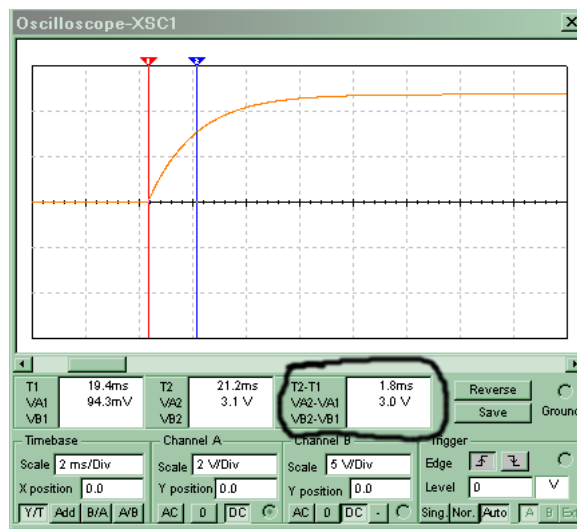 Oscilloscope-XSC1
1
2
T1 19.4ms T2 21.2ms T2-T1 1.8ms Reverse
VA1 94.3mV VA2 3.1 V VA2-VA1 3.0 V
VB1 VB2 VB2-VB1 Save Ground
Timebase Channel A Channel B Trigger
Scale 2 ms/Div Scale 2 V/Div Scale 5 V/Div Edge
X position 0.0 Y position 0.0 Y position 0.0 Level 0 V
Y/T Add B/A A/B AC 0 DC AC 0 DC - Sing. Nor. Auto A B Ext